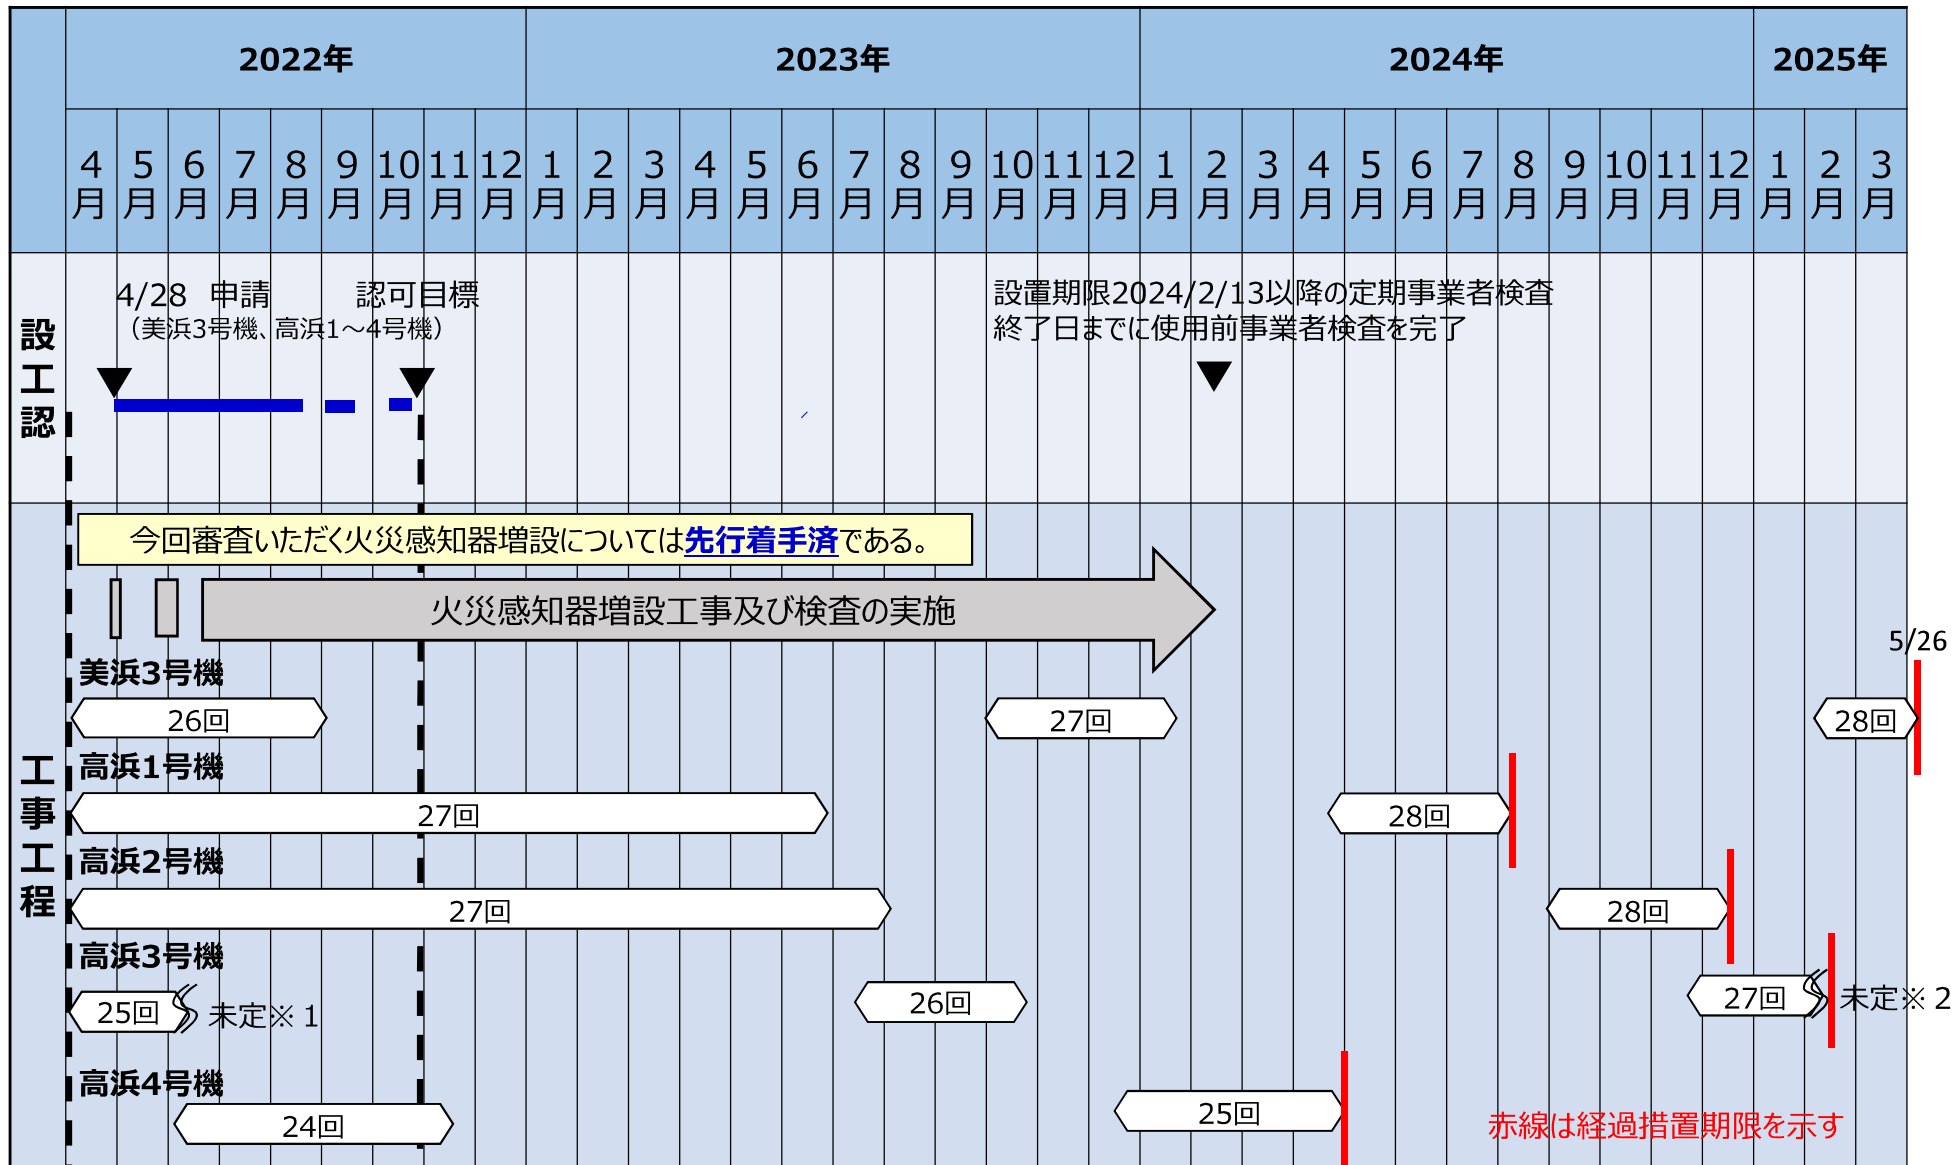 2022年 2023年 2024年 2025年
4月 5月 6月 7月 8月 9月 10月 11月 12月 1月 2月 3月 4月 5月 6月 7月 8月 9月 10月 11月 12月 1月 2月 3月 4月 5月 6月 7月 8月 9月 10月 11月 12月 1月 2月 3月
設工認
4/28 申請 認可目標
（美浜3号機、高浜1～4号機）
設置期限2024/2/13以降の定期事業者検査
終了日までに使用前事業者検査を完了
工事工程
今回審査いただく火災感知器増設については先行着手済である。
火災感知器増設工事及び検査の実施
5/26
美浜3号機
26回 27回 28回
高浜1号機
27回 28回
高浜2号機
27回 28回
高浜3号機
25回 未定※1 26回 27回 未定※2
高浜4号機
24回 25回
赤線は経過措置期限を示す